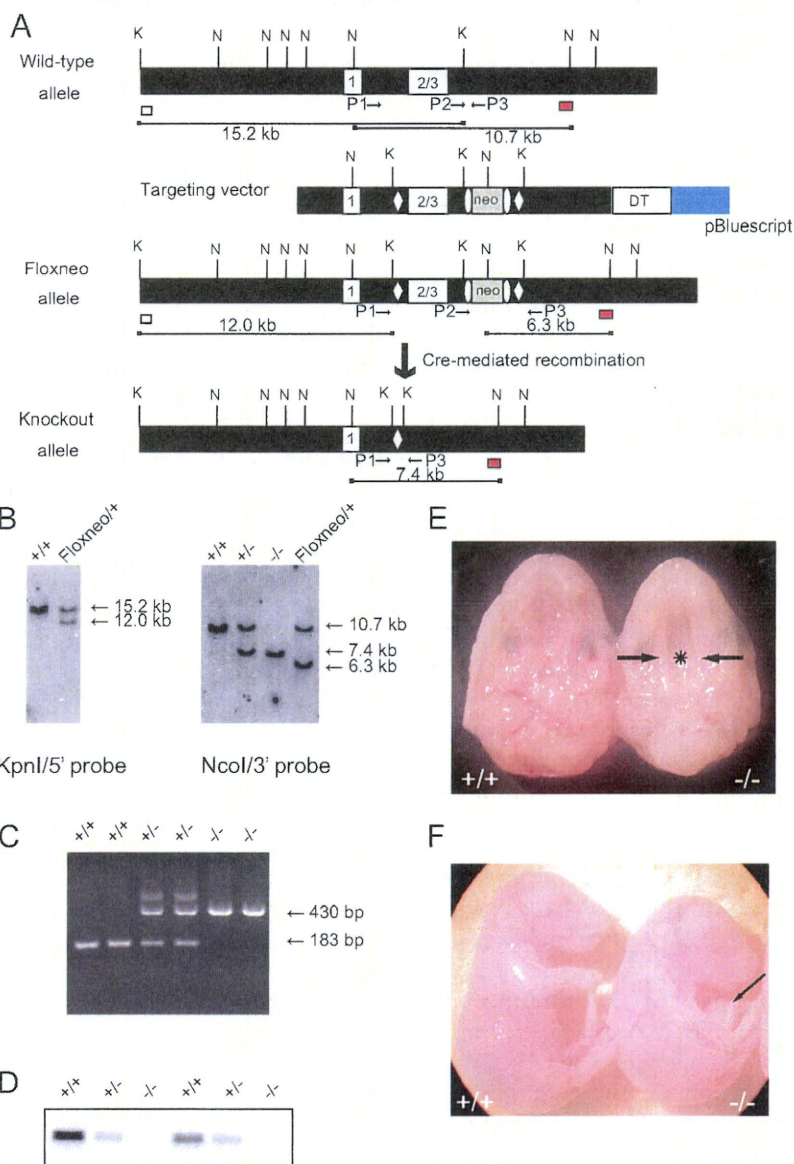 A
K N N N N N K N N
Wild-type
allele
1 2/3
P1→ P2→ ←P3
15.2 kb
10.7 kb
N K K N K
Targeting vector
1 2/3 neo DT
pBluescript
K N N N N N K K N K N N
Floxneo
allele
1 2/3 neo
P1→ P2→ ←P3
12.0 kb 6.3 kb
Cre-mediated recombination
K N N N N N K K N N
Knockout
allele
1
P1→ ←P3
7.4 kb
B
+/+ Floxneo/+
← 15.2 kb
← 12.0 kb
KpnI/5' probe
+/+ +/- -/- Floxneo/+
← 10.7 kb
← 7.4 kb
← 6.3 kb
NcoI/3' probe
C
+/+ +/+ +/- +/- -/- -/-
← 430 bp
← 183 bp
D
+/+ +/- -/- +/+ +/- -/-
E
*
+/+ -/-
F
+/+ -/-